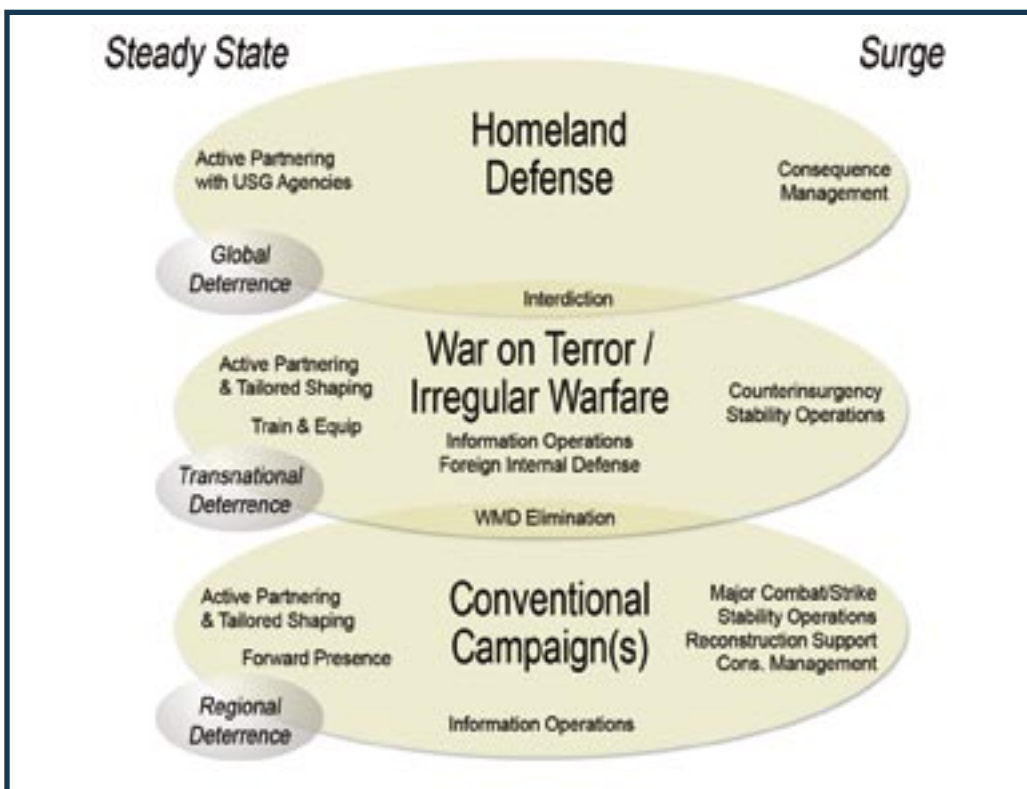 Steady State
Surge
Homeland
Defense
Active Partnering
with USG Agencies
Consequence
Management
Global
Deterrence
Interdiction
War on Terror /
Irregular Warfare
Active Partnering
& Tailored Shaping
Train & Equip
Counterinsurgency
Stability Operations
Information Operations
Foreign Internal Defense
Transnational
Deterrence
WMD Elimination
Conventional
Campaign(s)
Active Partnering
& Tailored Shaping
Forward Presence
Major Combat/Strike
Stability Operations
Reconstruction Support
Cons. Management
Regional
Deterrence
Information Operations